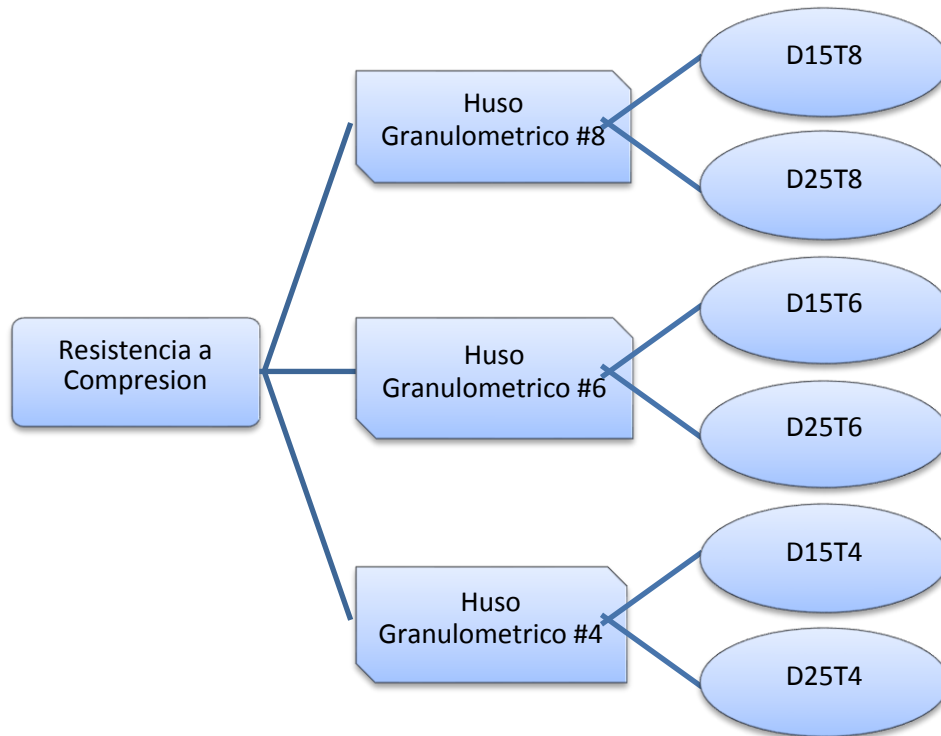 Resistencia a
Compresion
Huso
Granulometrico #8
D15T8
D25T8
Huso
Granulometrico #6
D15T6
D25T6
Huso
Granulometrico #4
D15T4
D25T4